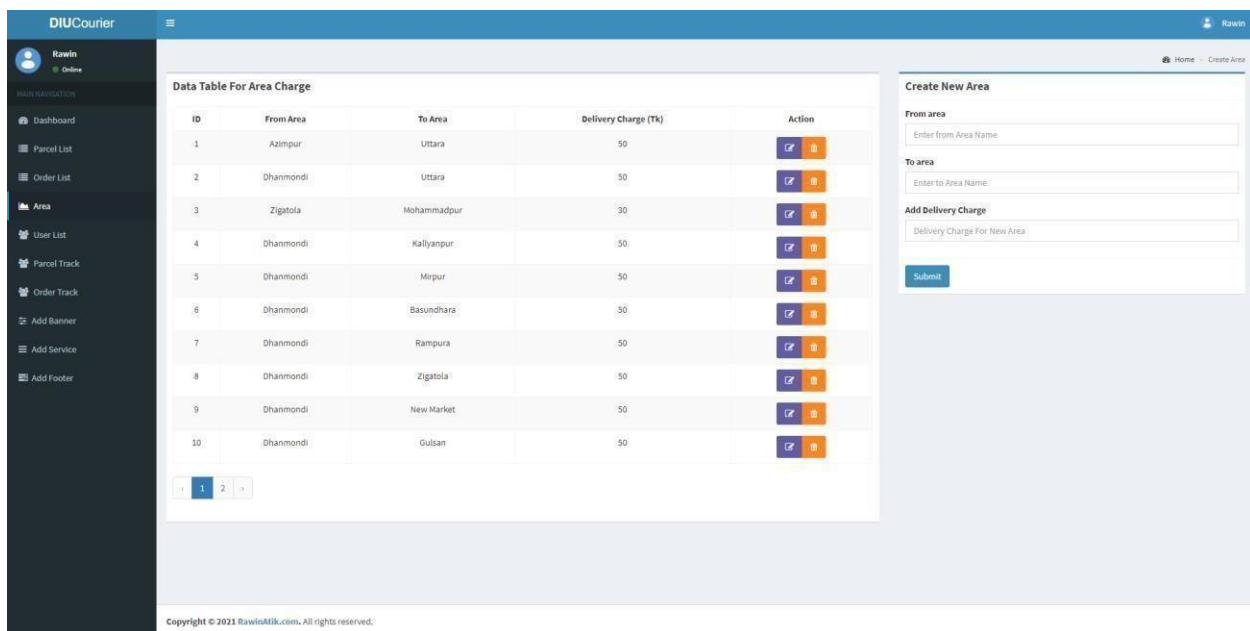 DIUCourier
Rawin
Rawin
Online
Home > Create Area
MAIN NAVIGATION
Dashboard
Parcel List
Order List
Area
User List
Parcel Track
Order Track
Add Banner
Add Service
Add Footer
Data Table For Area Charge
ID From Area To Area Delivery Charge (Tk) Action
1 Azimpur Uttara 50
2 Dhanmondi Uttara 50
3 Zigatola Mohammadpur 30
4 Dhanmondi Kallyanpur 50
5 Dhanmondi Mirpur 50
6 Dhanmondi Basundhara 50
7 Dhanmondi Rampura 50
8 Dhanmondi Zigatola 50
9 Dhanmondi New Market 50
10 Dhanmondi Gulsan 50
‹ 1 2 ›
Create New Area
From area
Enter from Area Name
To area
Enter to Area Name
Add Delivery Charge
Delivery Charge For New Area
Submit
Copyright © 2021 RawinAtik.com. All rights reserved.